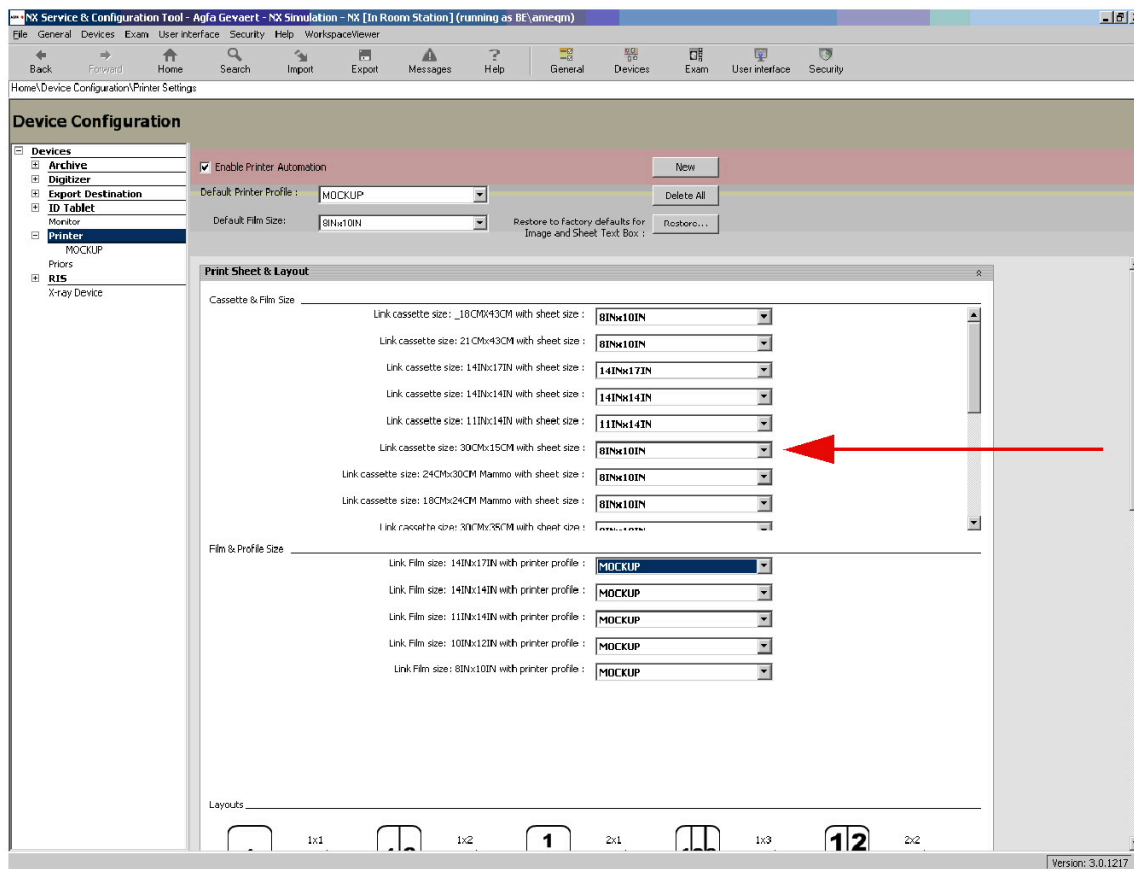 NX Service & Configuration Tool - Agfa Gevaert - NX Simulation - NX [In Room Station] (running as BE\ameqm)
File General Devices Exam User interface Security Help WorkspaceViewer
Back Forward Home Search Import Export Messages Help General Devices Exam User interface Security
Home\Device Configuration\Printer Settings
Device Configuration
Devices
Archive
Digitizer
Export Destination
ID Tablet
Monitor
Printer
MOCKUP
Priors
RIS
X-ray Device
Enable Printer Automation New
Default Printer Profile : MOCKUP Delete All
Default Film Size: 8INx10IN Restore to factory defaults for Image and Sheet Text Box : Restore...
Print Sheet & Layout
Cassette & Film Size
Link cassette size: _18CMX43CM with sheet size : 8INx10IN
Link cassette size: 21CMx43CM with sheet size : 8INx10IN
Link cassette size: 14INx17IN with sheet size : 14INx17IN
Link cassette size: 14INx14IN with sheet size : 14INx14IN
Link cassette size: 11INx14IN with sheet size : 11INx14IN
Link cassette size: 30CMx15CM with sheet size : 8INx10IN
Link cassette size: 24CMx30CM Mammo with sheet size : 8INx10IN
Link cassette size: 18CMx24CM Mammo with sheet size : 8INx10IN
Link cassette size: 30CMx35CM with sheet size : 8INx10IN
Film & Profile Size
Link Film size: 14INx17IN with printer profile : MOCKUP
Link Film size: 14INx14IN with printer profile : MOCKUP
Link Film size: 11INx14IN with printer profile : MOCKUP
Link Film size: 10INx12IN with printer profile : MOCKUP
Link Film size: 8INx10IN with printer profile : MOCKUP
Layouts
1x1 1x2 1 2x1 1x3 1 2 2x2
Version: 3.0.1217